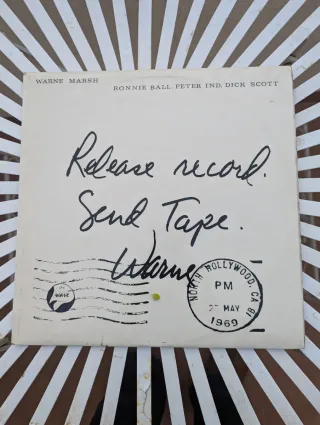 WARNE MARSH
RONNIE BALL, PETER IND, DICK SCOTT
Release record.
Send Tape.
Warne
NORTH HOLLYWOOD, CA 91
PM
MAY
1969